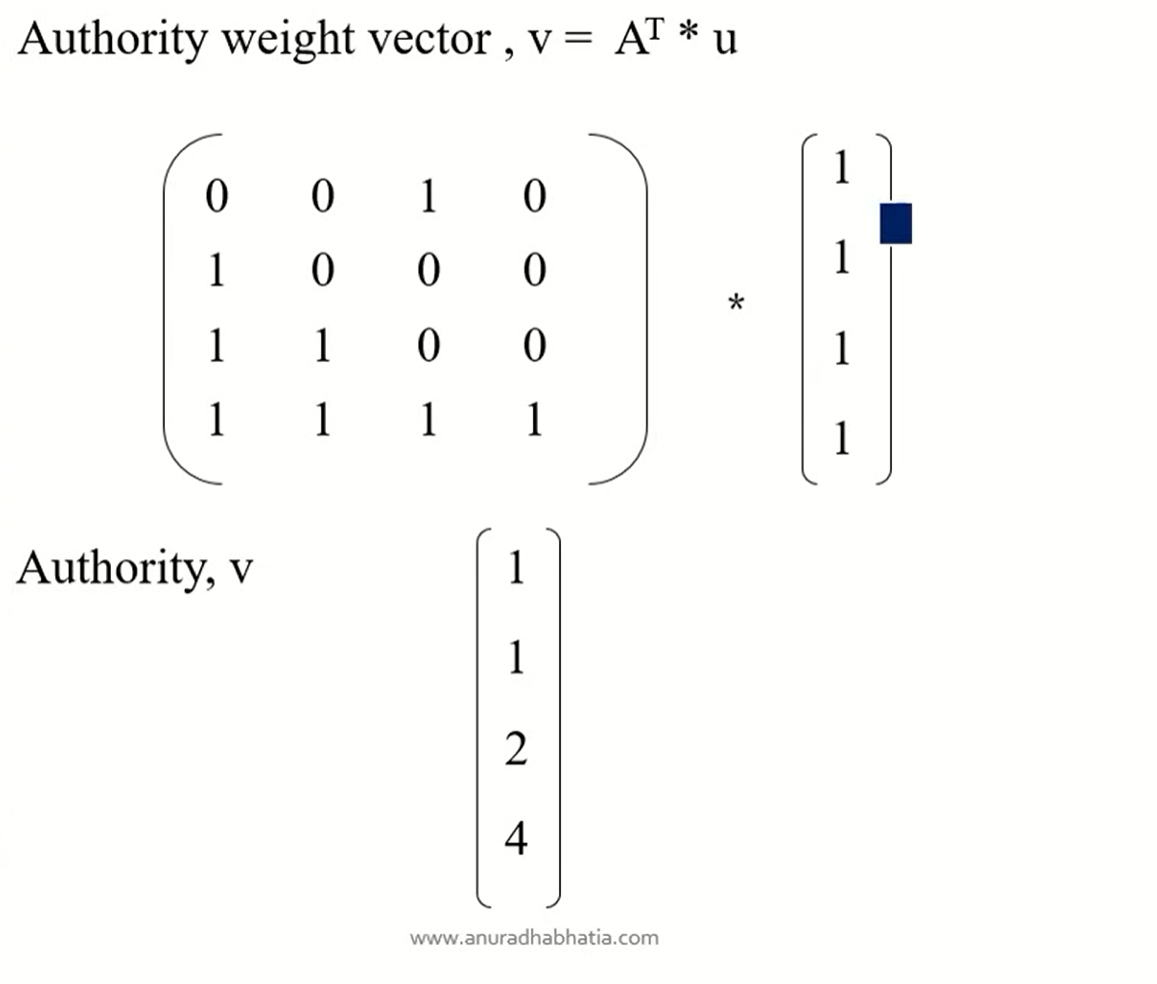 Authority weight vector , v = Aᵀ * u
0 0 1 0
1 0 0 0
1 1 0 0
1 1 1 1
*
1
1
1
1
Authority, v
1
1
2
4
www.anuradhabhatia.com